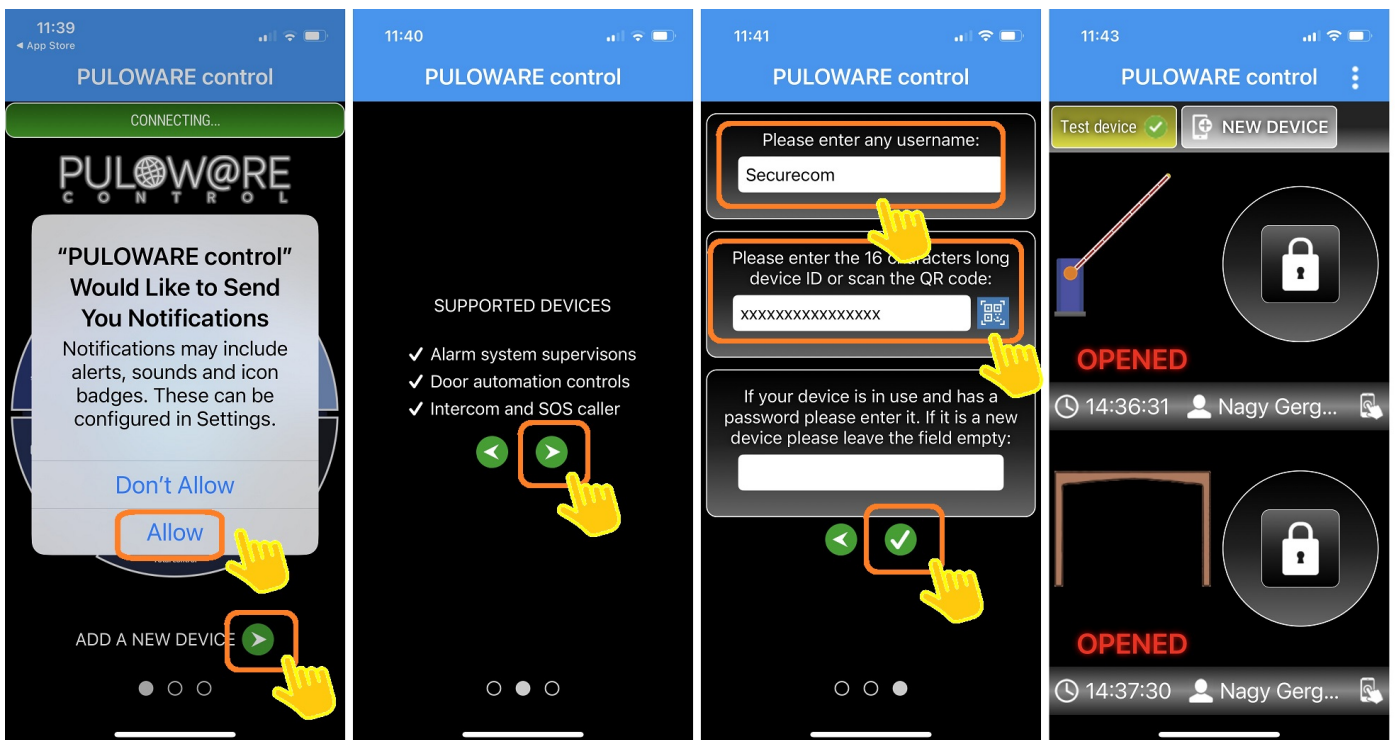 11:39
◀ App Store
PULOWARE control
CONNECTING...
PUL W@RE
CONTROL
“PULOWARE control”
Would Like to Send
You Notifications
Notifications may include
alerts, sounds and icon
badges. These can be
configured in Settings.
Don’t Allow
Allow
ADD A NEW DEVICE
11:40
PULOWARE control
SUPPORTED DEVICES
✓ Alarm system supervisons
✓ Door automation controls
✓ Intercom and SOS caller
11:41
PULOWARE control
Please enter any username:
Securecom
Please enter the 16 characters long
device ID or scan the QR code:
xxxxxxxxxxxxxxxx
If your device is in use and has a
password please enter it. If it is a new
device please leave the field empty:
11:43
PULOWARE control
Test device
NEW DEVICE
OPENED
14:36:31 Nagy Gerg...
OPENED
14:37:30 Nagy Gerg...